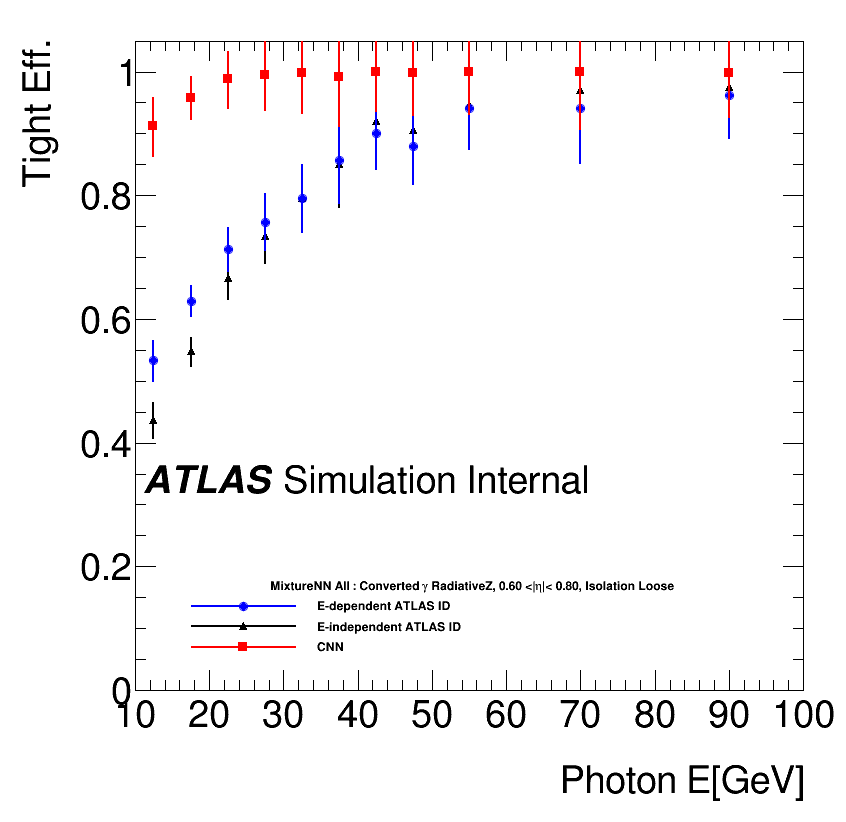 Tight Eff.
1
0.8
0.6
0.4
ATLAS Simulation Internal
0.2
MixtureNN All : Converted γ RadiativeZ, 0.60 <|η|< 0.80, Isolation Loose
E-dependent ATLAS ID
E-independent ATLAS ID
CNN
0
10 20 30 40 50 60 70 80 90 100
Photon E[GeV]